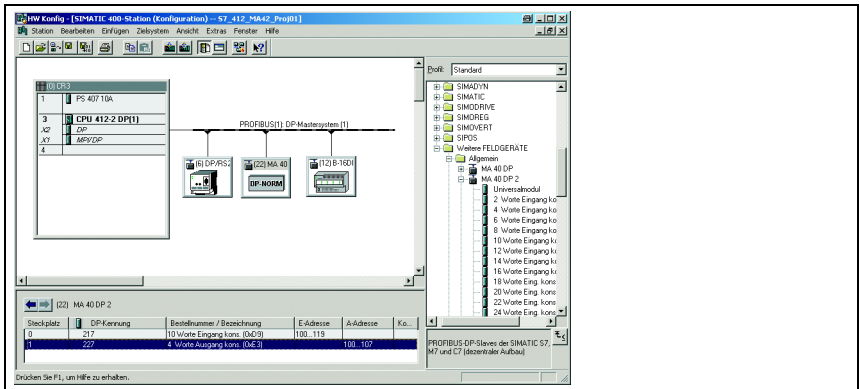 HW Konfig - [SIMATIC 400-Station (Konfiguration) -- S7_412_MA42_Proj01]
Station Bearbeiten Einfügen Zielsystem Ansicht Extras Fenster Hilfe
(0) CR3
1 PS 407 10A
3 CPU 412-2 DP(1)
X2 DP
X1 MPI/DP
4
PROFIBUS(1): DP-Mastersystem (1)
(6) DP/RS2
(22) MA 40
DP-NORM
(12) B-16DI
Profil: Standard
SIMADYN
SIMATIC
SIMODRIVE
SIMOREG
SIMOVERT
SIPOS
Weitere FELDGERÄTE
Allgemein
MA 40 DP
MA 40 DP 2
Universalmodul
2 Worte Eingang ko
4 Worte Eingang ko
6 Worte Eingang ko
8 Worte Eingang ko
10 Worte Eingang ko
12 Worte Eingang ko
14 Worte Eingang ko
16 Worte Eingang ko
18 Worte Eing. kons
20 Worte Eing. kons
22 Worte Eing. kons
24 Worte Eing. kons
(22) MA 40 DP 2
Steckplatz DP-Kennung Bestellnummer / Bezeichnung E-Adresse A-Adresse Ko...
0 217 10 Worte Eingang kons. (0xD9) 100...119
1 227 4 Worte Ausgang kons. (0xE3) 100...107
PROFIBUS-DP-Slaves der SIMATIC S7,
M7 und C7 (dezentraler Aufbau)
Drücken Sie F1, um Hilfe zu erhalten.